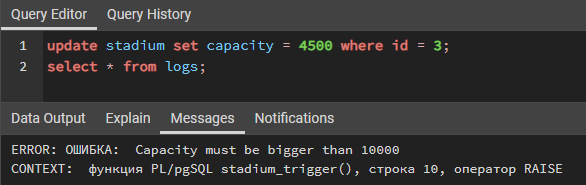 Query Editor Query History
1 update stadium set capacity = 4500 where id = 3;
2 select * from logs;
Data Output Explain Messages Notifications
ERROR: ОШИБКА:  Capacity must be bigger than 10000
CONTEXT:  функция PL/pgSQL stadium_trigger(), строка 10, оператор RAISE